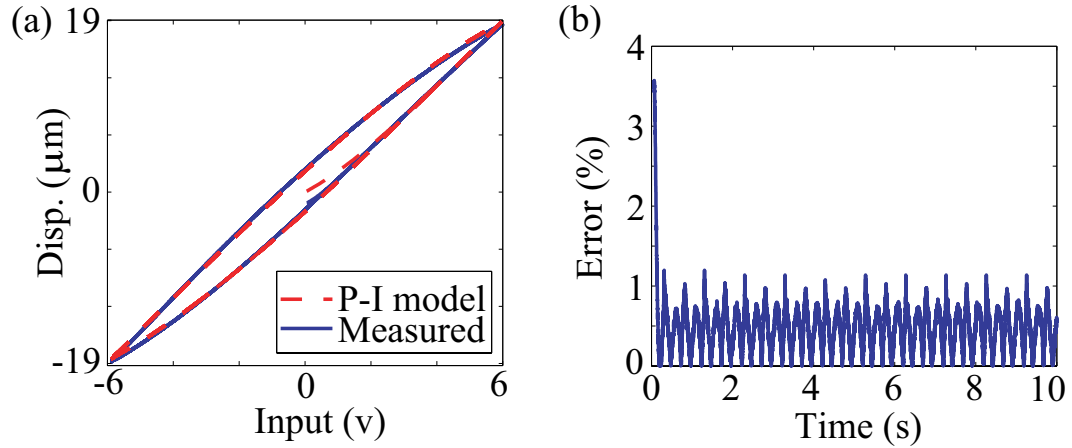 (a)
19
0
-19
Disp. (μm)
P-I model
Measured
-6
0
6
Input (v)
(b)
4
3
2
1
0
Error (%)
0
2
4
6
8
10
Time (s)